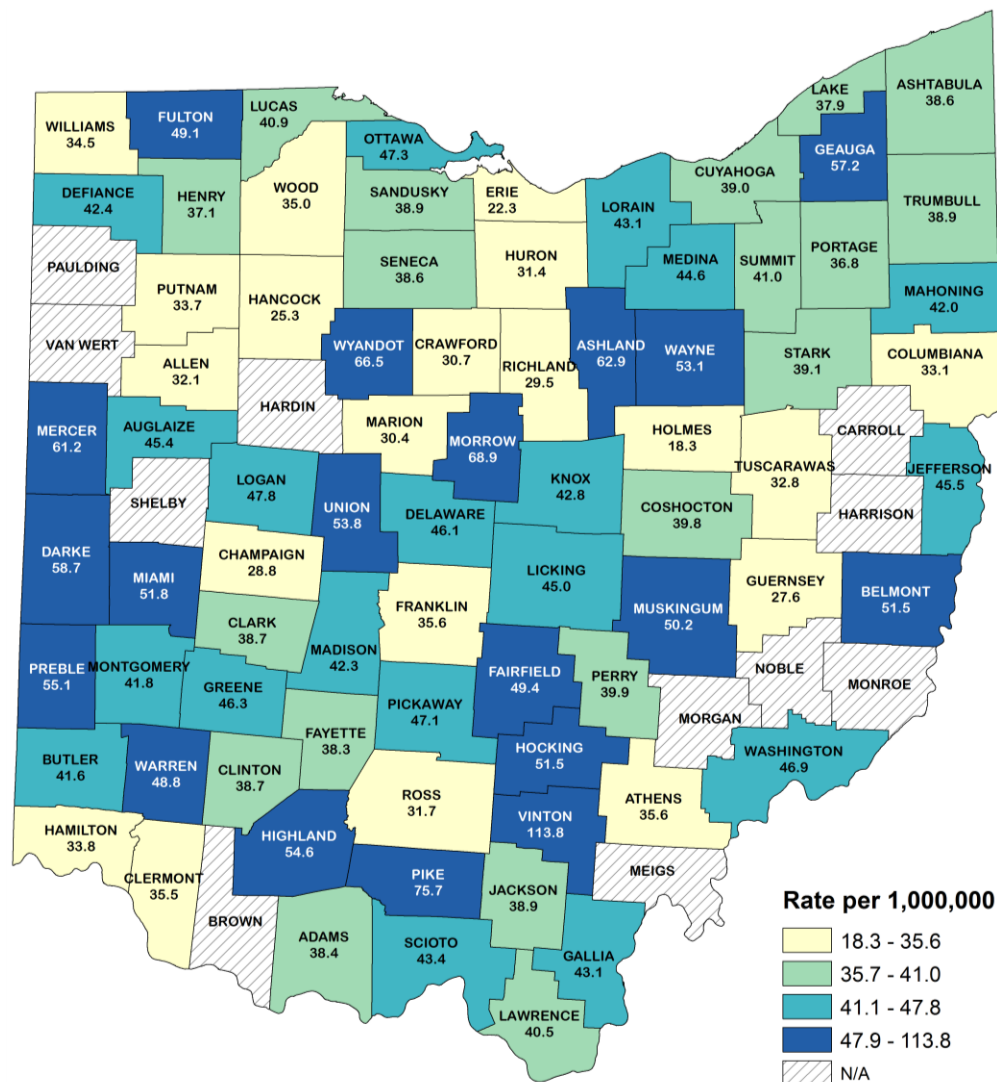 LAKE
37.9
ASHTABULA
38.6
LUCAS
40.9
FULTON
49.1
WILLIAMS
34.5
OTTAWA
47.3
GEAUGA
57.2
CUYAHOGA
39.0
WOOD
35.0
SANDUSKY
38.9
ERIE
22.3
DEFIANCE
42.4
HENRY
37.1
LORAIN
43.1
TRUMBULL
38.9
PAULDING
SENECA
38.6
HURON
31.4
MEDINA
44.6
SUMMIT
41.0
PORTAGE
36.8
PUTNAM
33.7
HANCOCK
25.3
MAHONING
42.0
VAN WERT
ALLEN
32.1
WYANDOT
66.5
CRAWFORD
30.7
RICHLAND
29.5
ASHLAND
62.9
WAYNE
53.1
STARK
39.1
COLUMBIANA
33.1
HARDIN
MERCER
61.2
AUGLAIZE
45.4
MARION
30.4
MORROW
68.9
HOLMES
18.3
CARROLL
TUSCARAWAS
32.8
JEFFERSON
45.5
LOGAN
47.8
KNOX
42.8
SHELBY
UNION
53.8
DELAWARE
46.1
COSHOCTON
39.8
HARRISON
DARKE
58.7
CHAMPAIGN
28.8
MIAMI
51.8
LICKING
45.0
GUERNSEY
27.6
BELMONT
51.5
FRANKLIN
35.6
MUSKINGUM
50.2
CLARK
38.7
MADISON
42.3
PREBLE
55.1
MONTGOMERY
41.8
GREENE
46.3
FAIRFIELD
49.4
PERRY
39.9
NOBLE
MONROE
PICKAWAY
47.1
MORGAN
FAYETTE
38.3
HOCKING
51.5
WASHINGTON
46.9
BUTLER
41.6
WARREN
48.8
CLINTON
38.7
ROSS
31.7
ATHENS
35.6
VINTON
113.8
HAMILTON
33.8
HIGHLAND
54.6
MEIGS
CLERMONT
35.5
PIKE
75.7
JACKSON
38.9
BROWN
ADAMS
38.4
SCIOTO
43.4
GALLIA
43.1
LAWRENCE
40.5
Rate per 1,000,000
18.3 - 35.6
35.7 - 41.0
41.1 - 47.8
47.9 - 113.8
N/A